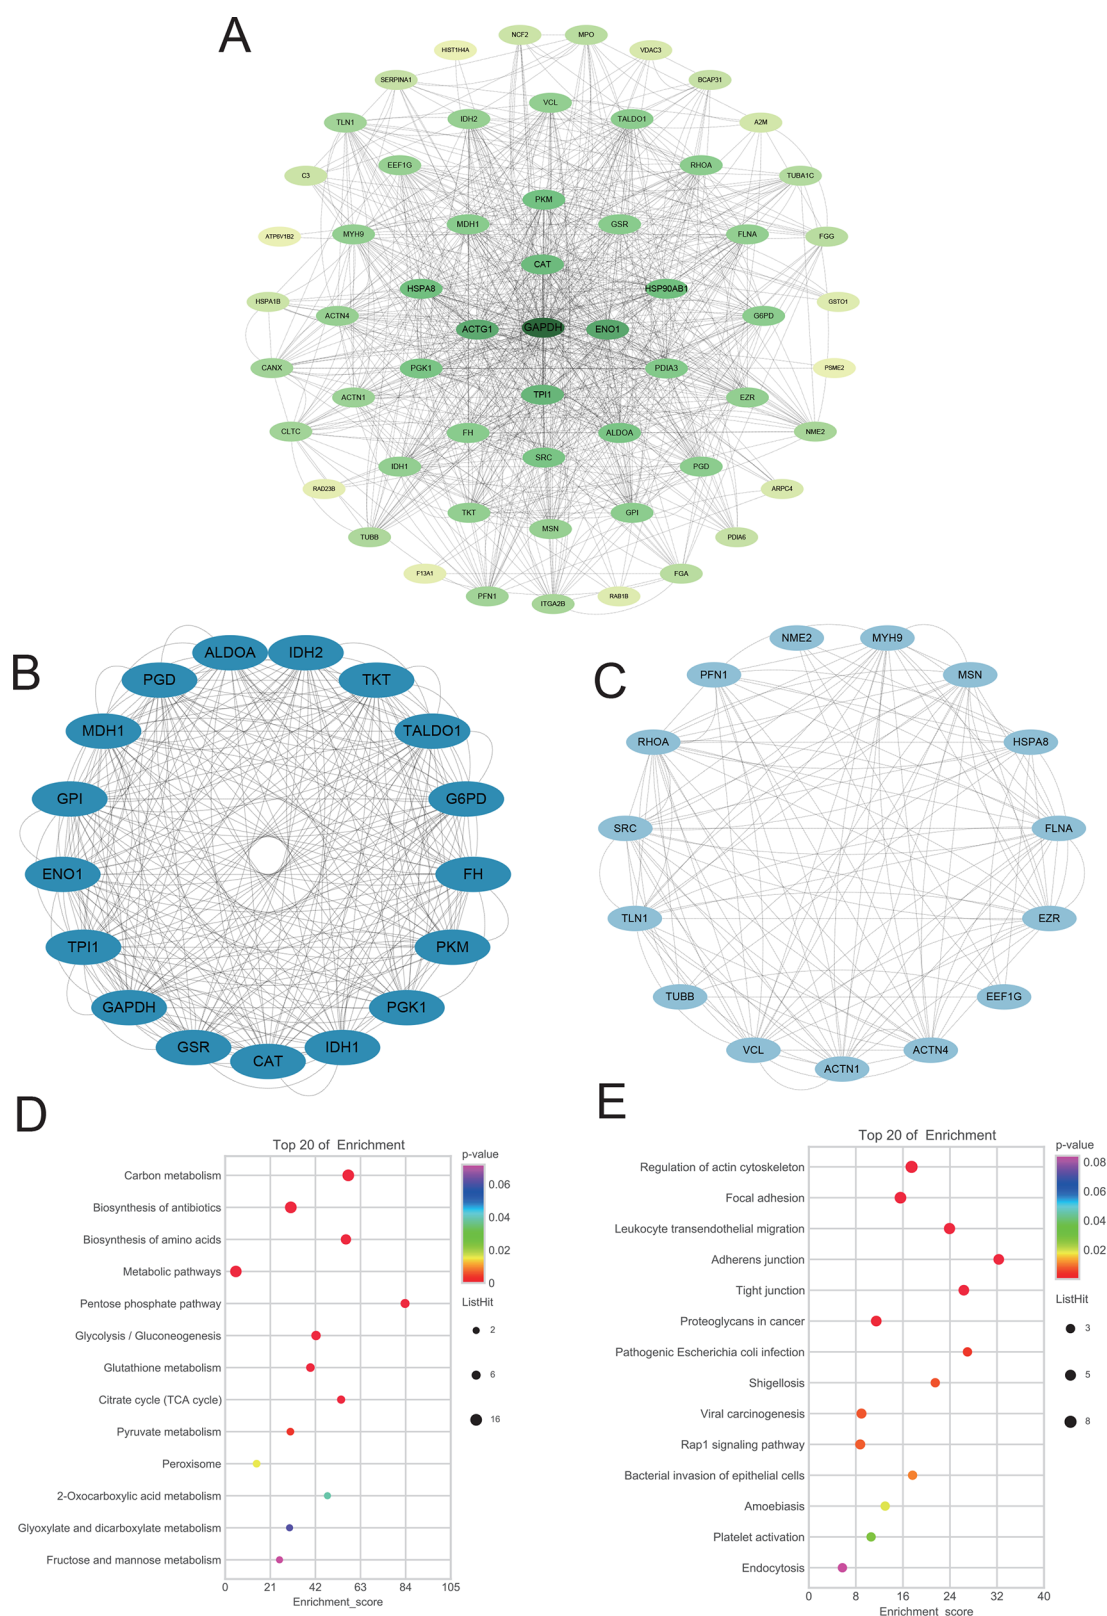 A
HIST1H4A
NCF2
MPO
VDAC3
SERPINA1
BCAP31
VCL
TLN1
IDH2
TALDO1
A2M
EEF1G
RHOA
C3
TUBA1C
PKM
MDH1
GSR
ATP6V1B2
MYH9
FLNA
FGG
CAT
HSPA8
HSP90AB1
HSPA1B
GSTO1
ACTN4
G6PD
ACTG1
GAPDH
ENO1
CANX
PGK1
PDIA3
PSME2
ACTN1
TPI1
EZR
CLTC
FH
ALDOA
NME2
SRC
IDH1
PGD
RAD23B
ARPC4
TKT
GPI
TUBB
MSN
PDIA6
F13A1
FGA
PFN1
ITGA2B
RAB1B
B
ALDOA
IDH2
PGD
TKT
MDH1
TALDO1
GPI
G6PD
ENO1
FH
TPI1
PKM
GAPDH
PGK1
GSR
CAT
IDH1
C
NME2
MYH9
PFN1
MSN
RHOA
HSPA8
SRC
FLNA
TLN1
EZR
TUBB
EEF1G
VCL
ACTN1
ACTN4
D
Top 20 of Enrichment
Carbon metabolism
Biosynthesis of antibiotics
Biosynthesis of amino acids
Metabolic pathways
Pentose phosphate pathway
Glycolysis / Gluconeogenesis
Glutathione metabolism
Citrate cycle (TCA cycle)
Pyruvate metabolism
Peroxisome
2-Oxocarboxylic acid metabolism
Glyoxylate and dicarboxylate metabolism
Fructose and mannose metabolism
0 21 42 63 84 105
Enrichment_score
p-value
0.06
0.04
0.02
0
ListHit
2
6
16
E
Top 20 of Enrichment
Regulation of actin cytoskeleton
Focal adhesion
Leukocyte transendothelial migration
Adherens junction
Tight junction
Proteoglycans in cancer
Pathogenic Escherichia coli infection
Shigellosis
Viral carcinogenesis
Rap1 signaling pathway
Bacterial invasion of epithelial cells
Amoebiasis
Platelet activation
Endocytosis
0 8 16 24 32 40
Enrichment score
p-value
0.08
0.06
0.04
0.02
ListHit
3
5
8